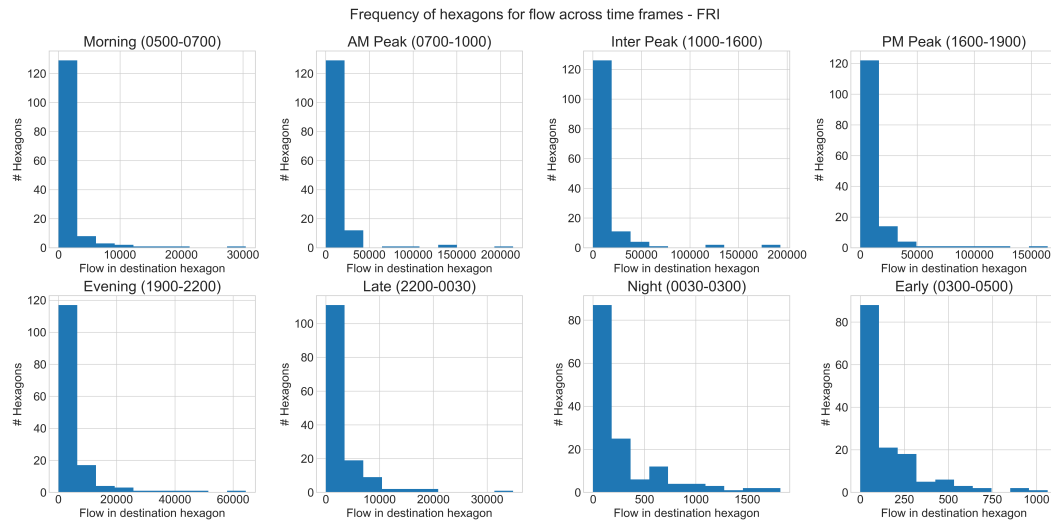 Frequency of hexagons for flow across time frames - FRI
Morning (0500-0700)
# Hexagons
120
100
80
60
40
20
0
0 10000 20000 30000
Flow in destination hexagon
AM Peak (0700-1000)
# Hexagons
120
100
80
60
40
20
0
0 50000 100000 150000 200000
Flow in destination hexagon
Inter Peak (1000-1600)
# Hexagons
120
100
80
60
40
20
0
0 50000 100000 150000 200000
Flow in destination hexagon
PM Peak (1600-1900)
# Hexagons
120
100
80
60
40
20
0
0 50000 100000 150000
Flow in destination hexagon
Evening (1900-2200)
# Hexagons
120
100
80
60
40
20
0
0 20000 40000 60000
Flow in destination hexagon
Late (2200-0030)
# Hexagons
100
80
60
40
20
0
0 10000 20000 30000
Flow in destination hexagon
Night (0030-0300)
# Hexagons
80
60
40
20
0
0 500 1000 1500
Flow in destination hexagon
Early (0300-0500)
# Hexagons
80
60
40
20
0
0 250 500 750 1000
Flow in destination hexagon